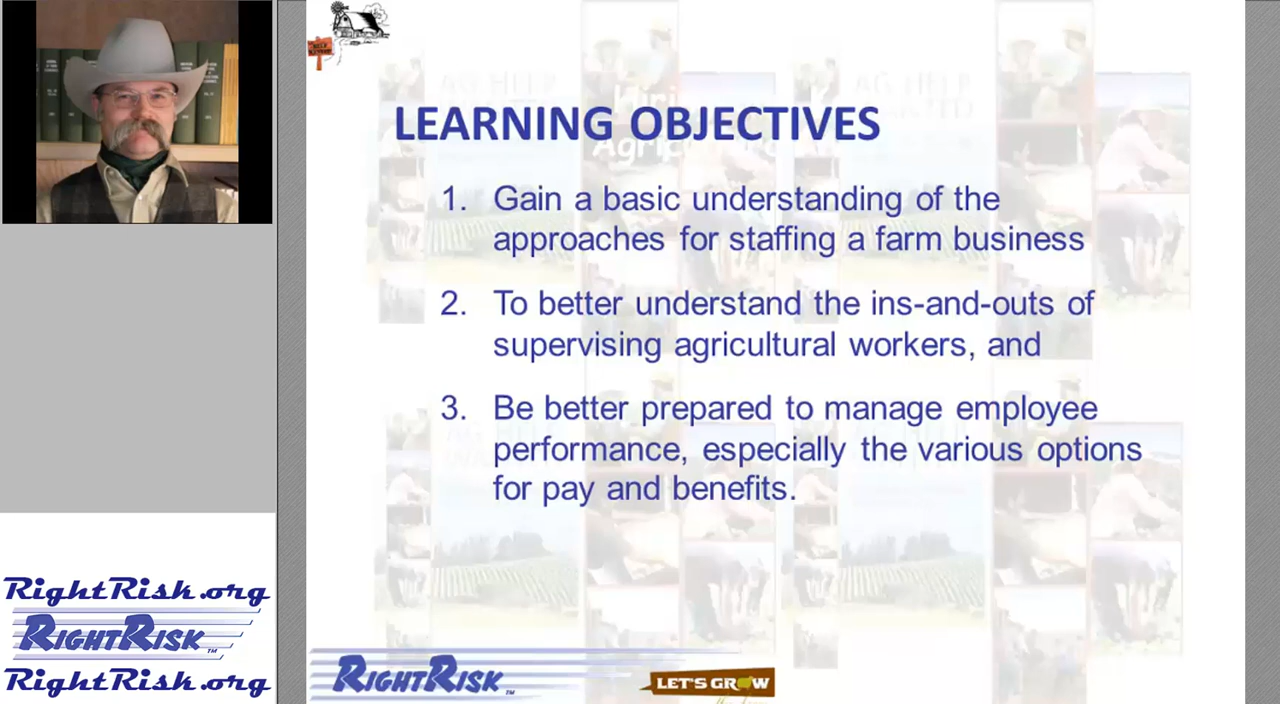 LEARNING OBJECTIVES
1. Gain a basic understanding of the
approaches for staffing a farm business
2. To better understand the ins-and-outs of
supervising agricultural workers, and
3. Be better prepared to manage employee
performance, especially the various options
for pay and benefits.
RightRisk.org
RIGHTRISK TM
RightRisk.org
RIGHTRISK TM
LET'S GROW